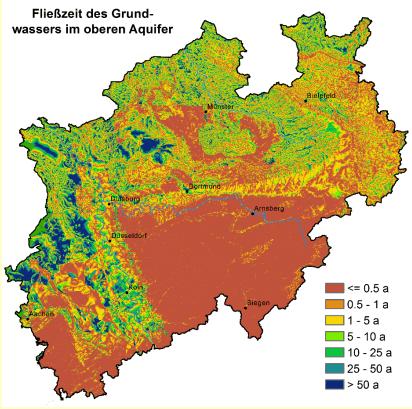 Fließzeit des Grund-
wassers im oberen Aquifer
Bielefeld
Münster
Dortmund
Duisburg
Arnsberg
Düsseldorf
Köln
Siegen
Aachen
<= 0.5 a
0.5 - 1 a
1 - 5 a
5 - 10 a
10 - 25 a
25 - 50 a
> 50 a